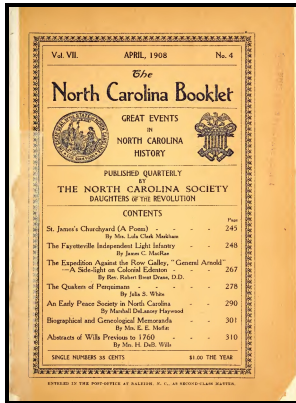 Vol. VII. APRIL, 1908 No. 4
The
North Carolina Booklet
GREAT EVENTS
IN
NORTH CAROLINA
HISTORY
PUBLISHED QUARTERLY
BY
THE NORTH CAROLINA SOCIETY
DAUGHTERS OF THE REVOLUTION
CONTENTS
Page
St. James's Churchyard (A Poem) - - - 245
By Mrs. Lula Clark Markham
The Fayetteville Independent Light Infantry - - 248
By James C. MacRae
The Expedition Against the Row Galley, "General Arnold"
—A Side-light on Colonial Edenton - - - 267
By Rev. Robert Brent Drane, D.D.
The Quakers of Perquimans - - - 278
By Julia S. White
An Early Peace Society in North Carolina - - 290
By Marshall DeLancey Haywood
Biographical and Genealogical Memoranda - - 301
By Mrs. E. E. Moffitt
Abstracts of Wills Previous to 1760 - - - 310
By Mrs. H. DeB. Wills
SINGLE NUMBERS 35 CENTS $1.00 THE YEAR
ENTERED IN THE POST-OFFICE AT RALEIGH, N. C., AS SECOND-CLASS MATTER.